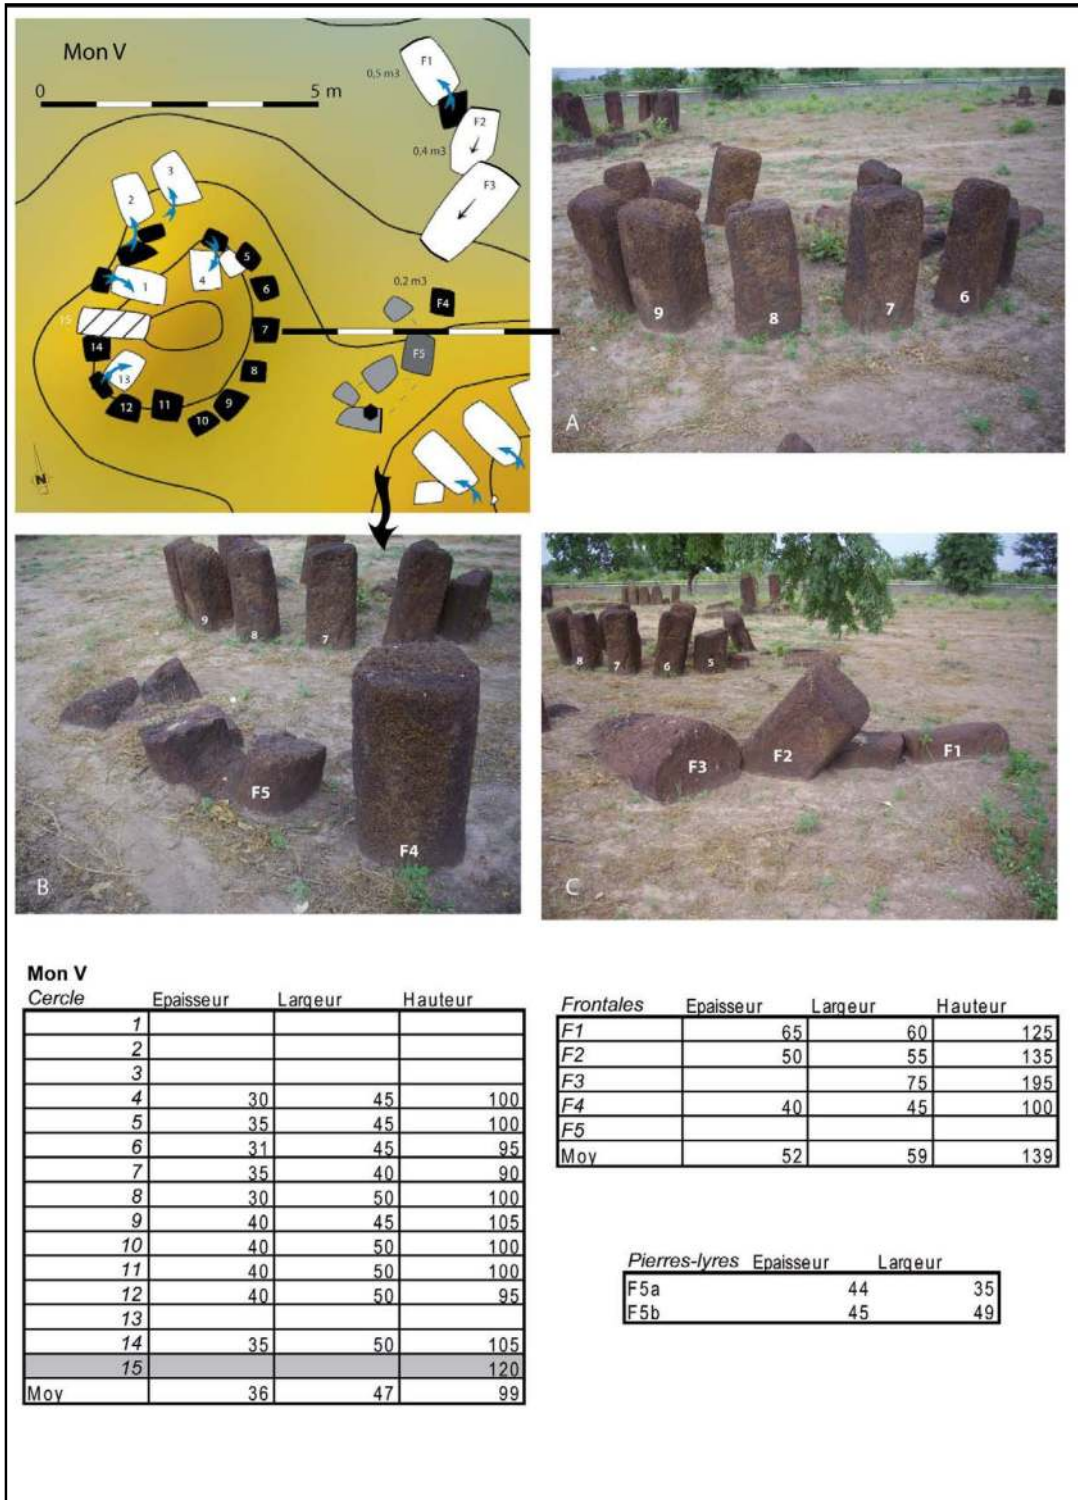 Mon V
0 5 m
F1
0,5 m3
F2
0,4 m3
F3
3
2
1
4
5
6
0.2 m3
F4
7
15
14
F5
8
13
9
12
11
10
N
9
8
7
6
A
9
8
7
F5
F4
B
8
7
6
5
F3
F2
F1
C
Mon V
Cercle Epaisseur Largeur Hauteur
1
2
3
4 30 45 100
5 35 45 100
6 31 45 95
7 35 40 90
8 30 50 100
9 40 45 105
10 40 50 100
11 40 50 100
12 40 50 95
13
14 35 50 105
15 120
Moy 36 47 99
Frontales Epaisseur Largeur Hauteur
F1 65 60 125
F2 50 55 135
F3 75 195
F4 40 45 100
F5
Moy 52 59 139
Pierres-lyres Epaisseur Largeur
F5a 44 35
F5b 45 49